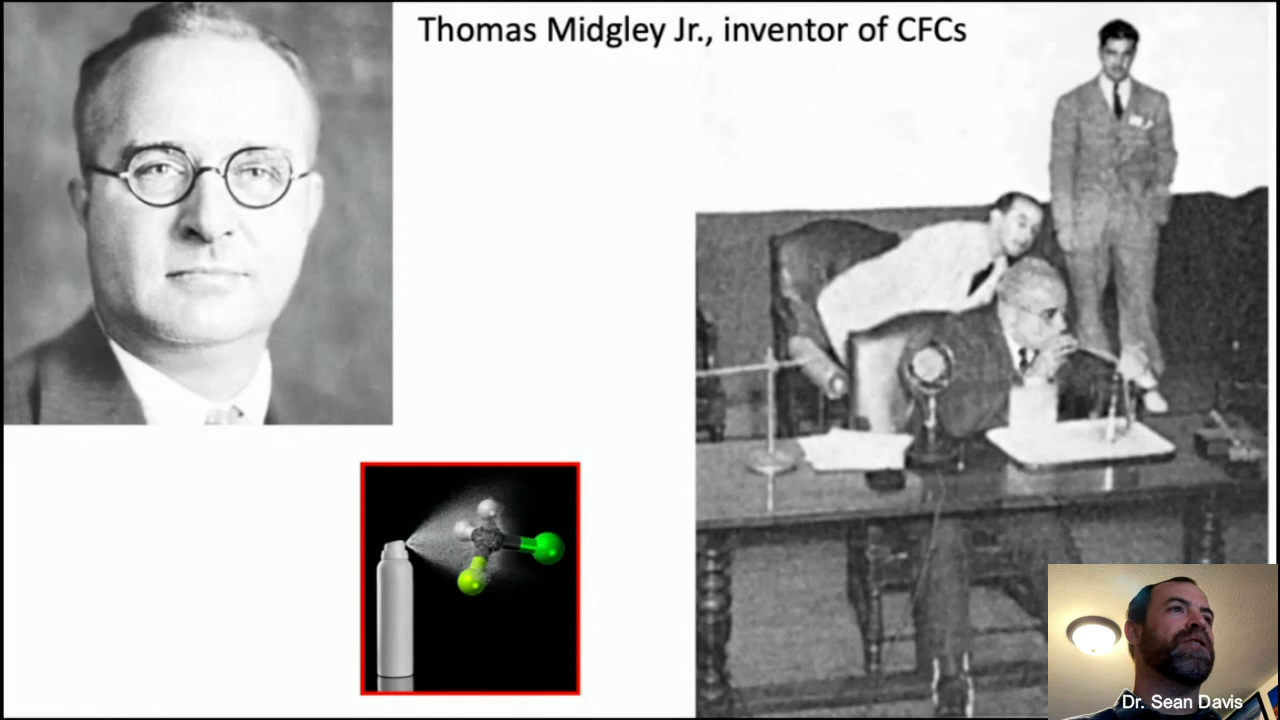 Thomas Midgley Jr., inventor of CFCs
Dr. Sean Davis